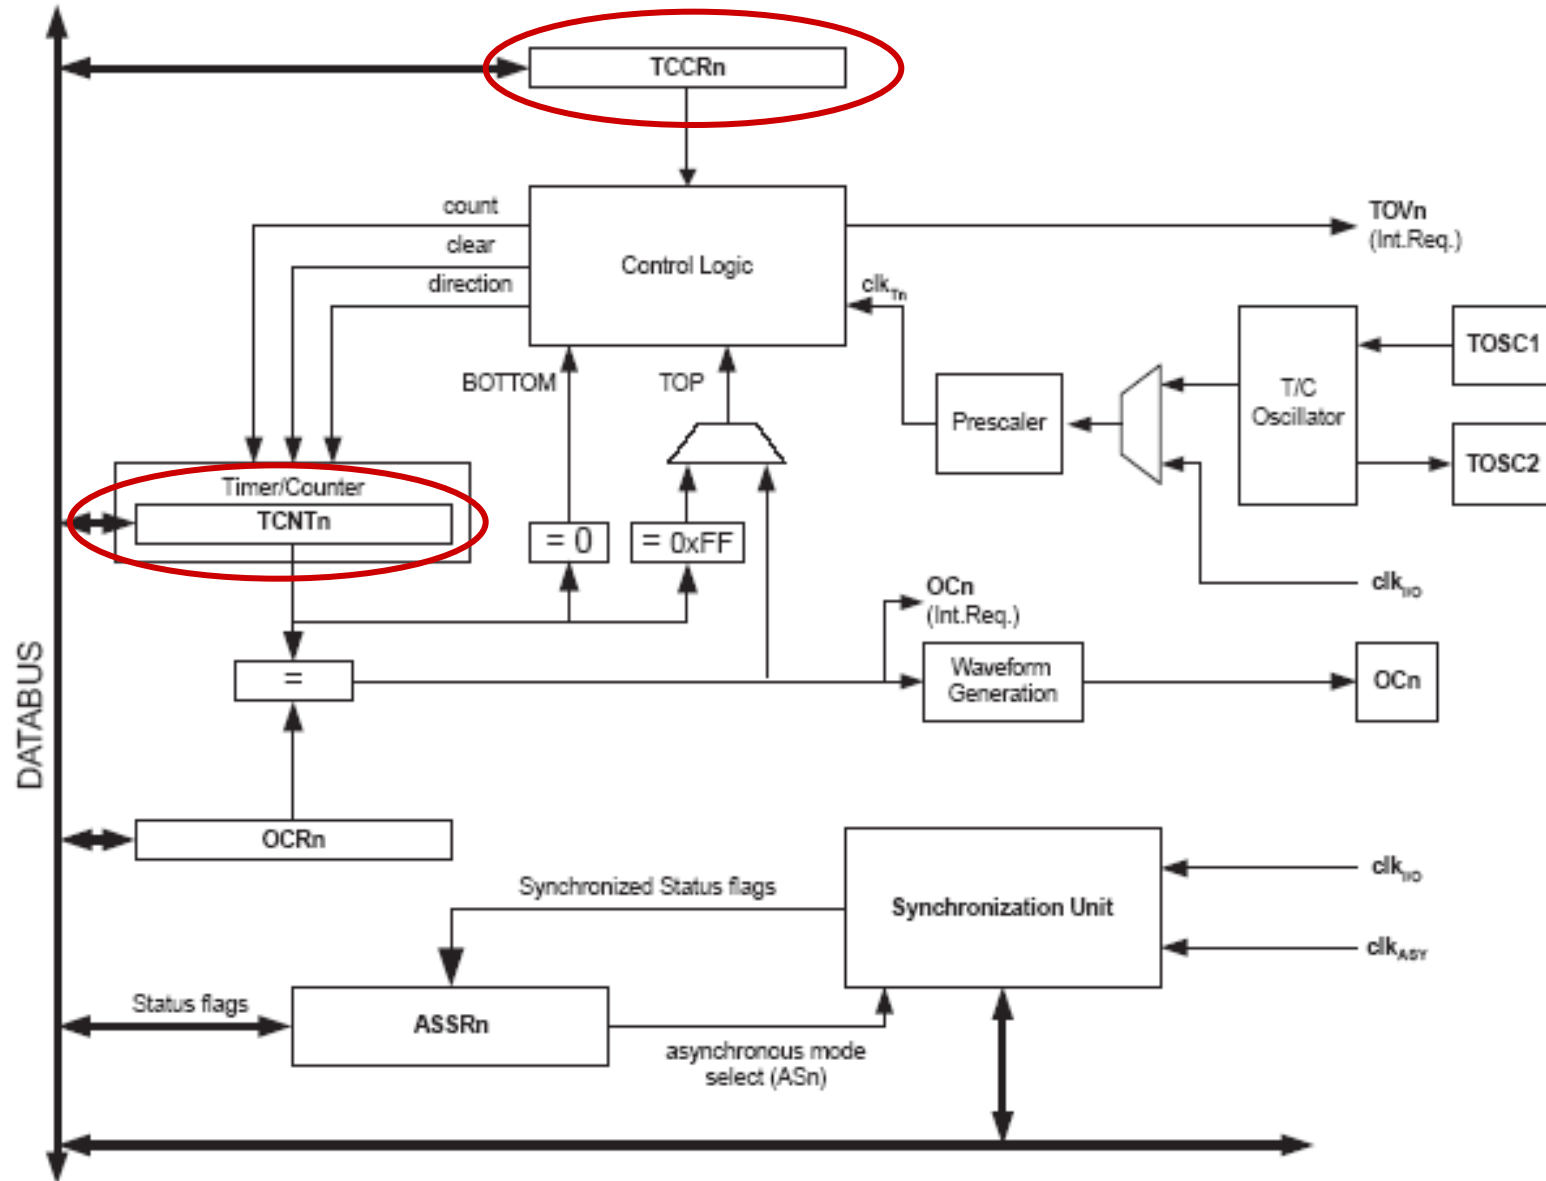 TCCRn
count
clear
direction
Control Logic
TOVn
(Int.Req.)
clkTn
BOTTOM
TOP
Prescaler
T/C
Oscillator
TOSC1
TOSC2
Timer/Counter
TCNTn
= 0
= 0xFF
clkI/O
OCn
(Int.Req.)
=
Waveform
Generation
OCn
DATABUS
OCRn
Synchronized Status flags
Synchronization Unit
clkI/O
clkASY
Status flags
ASSRn
asynchronous mode
select (ASn)